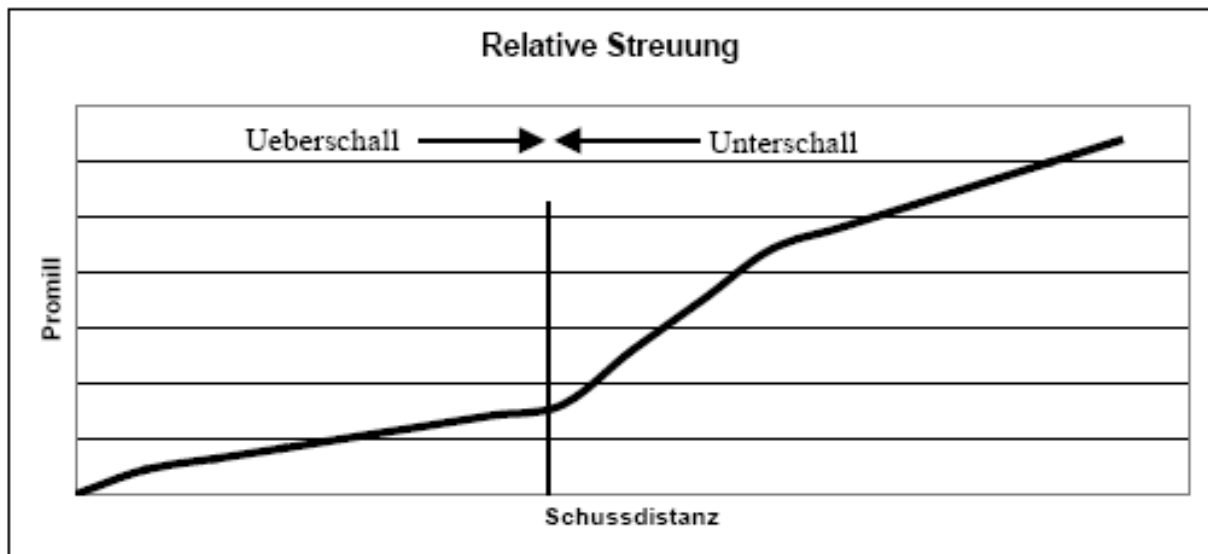 Relative Streuung
Ueberschall
Unterschall
Promill
Schussdistanz